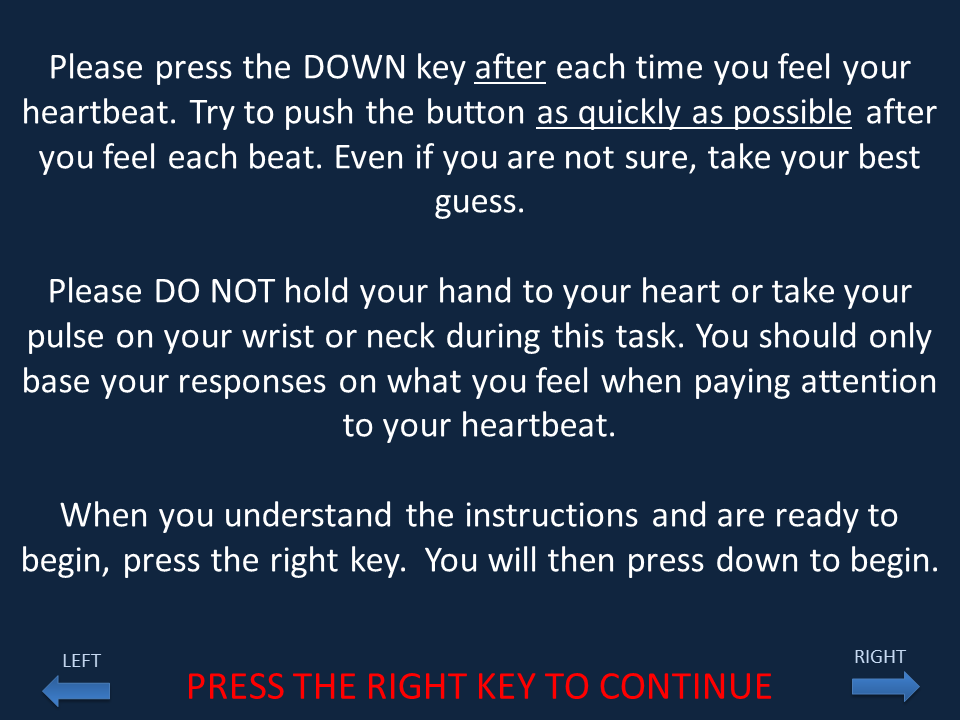 Please press the DOWN key after each time you feel your
heartbeat. Try to push the button as quickly as possible after
you feel each beat. Even if you are not sure, take your best
guess.
Please DO NOT hold your hand to your heart or take your
pulse on your wrist or neck during this task. You should only
base your responses on what you feel when paying attention
to your heartbeat.
When you understand the instructions and are ready to
begin, press the right key.  You will then press down to begin.
LEFT
RIGHT
PRESS THE RIGHT KEY TO CONTINUE